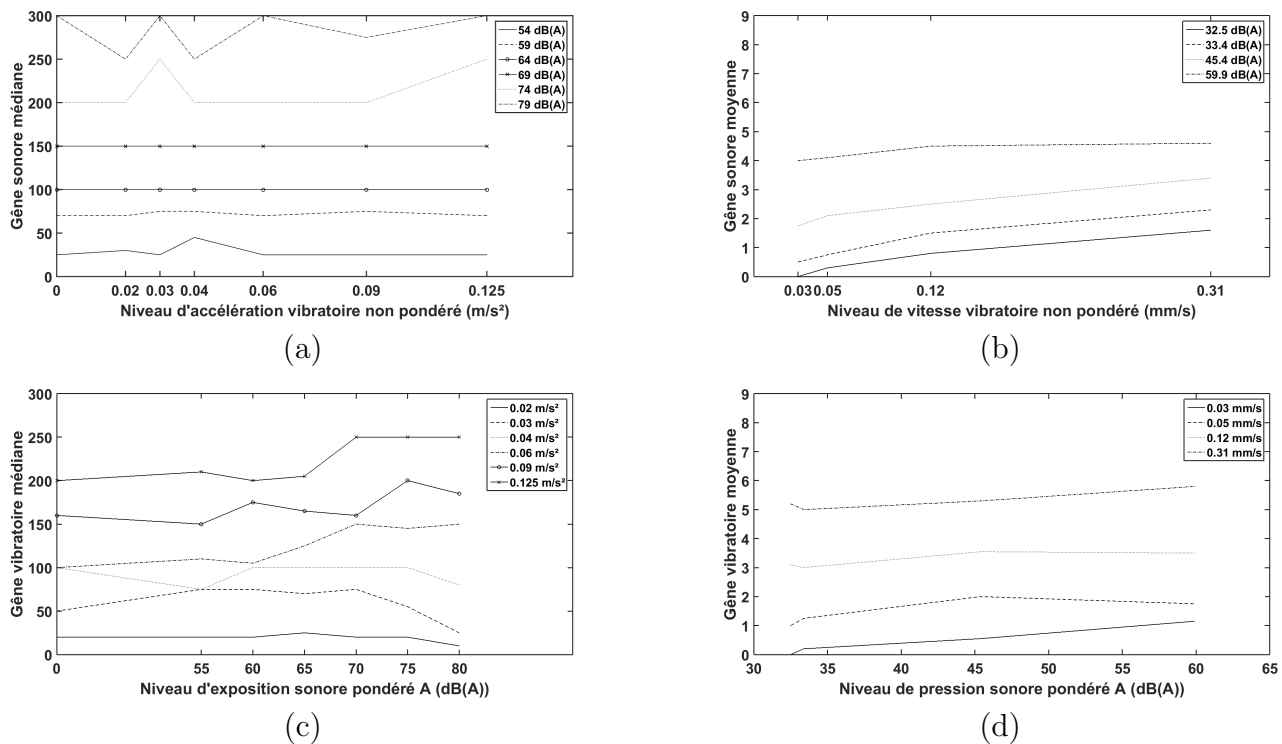 300
250
200
150
100
50
0
Gêne sonore médiane
54 dB(A)
59 dB(A)
64 dB(A)
69 dB(A)
74 dB(A)
79 dB(A)
0 0.02 0.03 0.04 0.06 0.09 0.125
Niveau d'accélération vibratoire non pondéré (m/s²)
(a)
9
8
7
6
5
4
3
2
1
0
Gêne sonore moyenne
32.5 dB(A)
33.4 dB(A)
45.4 dB(A)
59.9 dB(A)
0.03 0.05 0.12 0.31
Niveau de vitesse vibratoire non pondéré (mm/s)
(b)
300
250
200
150
100
50
0
Gêne vibratoire médiane
0.02 m/s²
0.03 m/s²
0.04 m/s²
0.06 m/s²
0.09 m/s²
0.125 m/s²
0 55 60 65 70 75 80
Niveau d'exposition sonore pondéré A (dB(A))
(c)
9
8
7
6
5
4
3
2
1
0
Gêne vibratoire moyenne
0.03 mm/s
0.05 mm/s
0.12 mm/s
0.31 mm/s
30 35 40 45 50 55 60 65
Niveau de pression sonore pondéré A (dB(A))
(d)